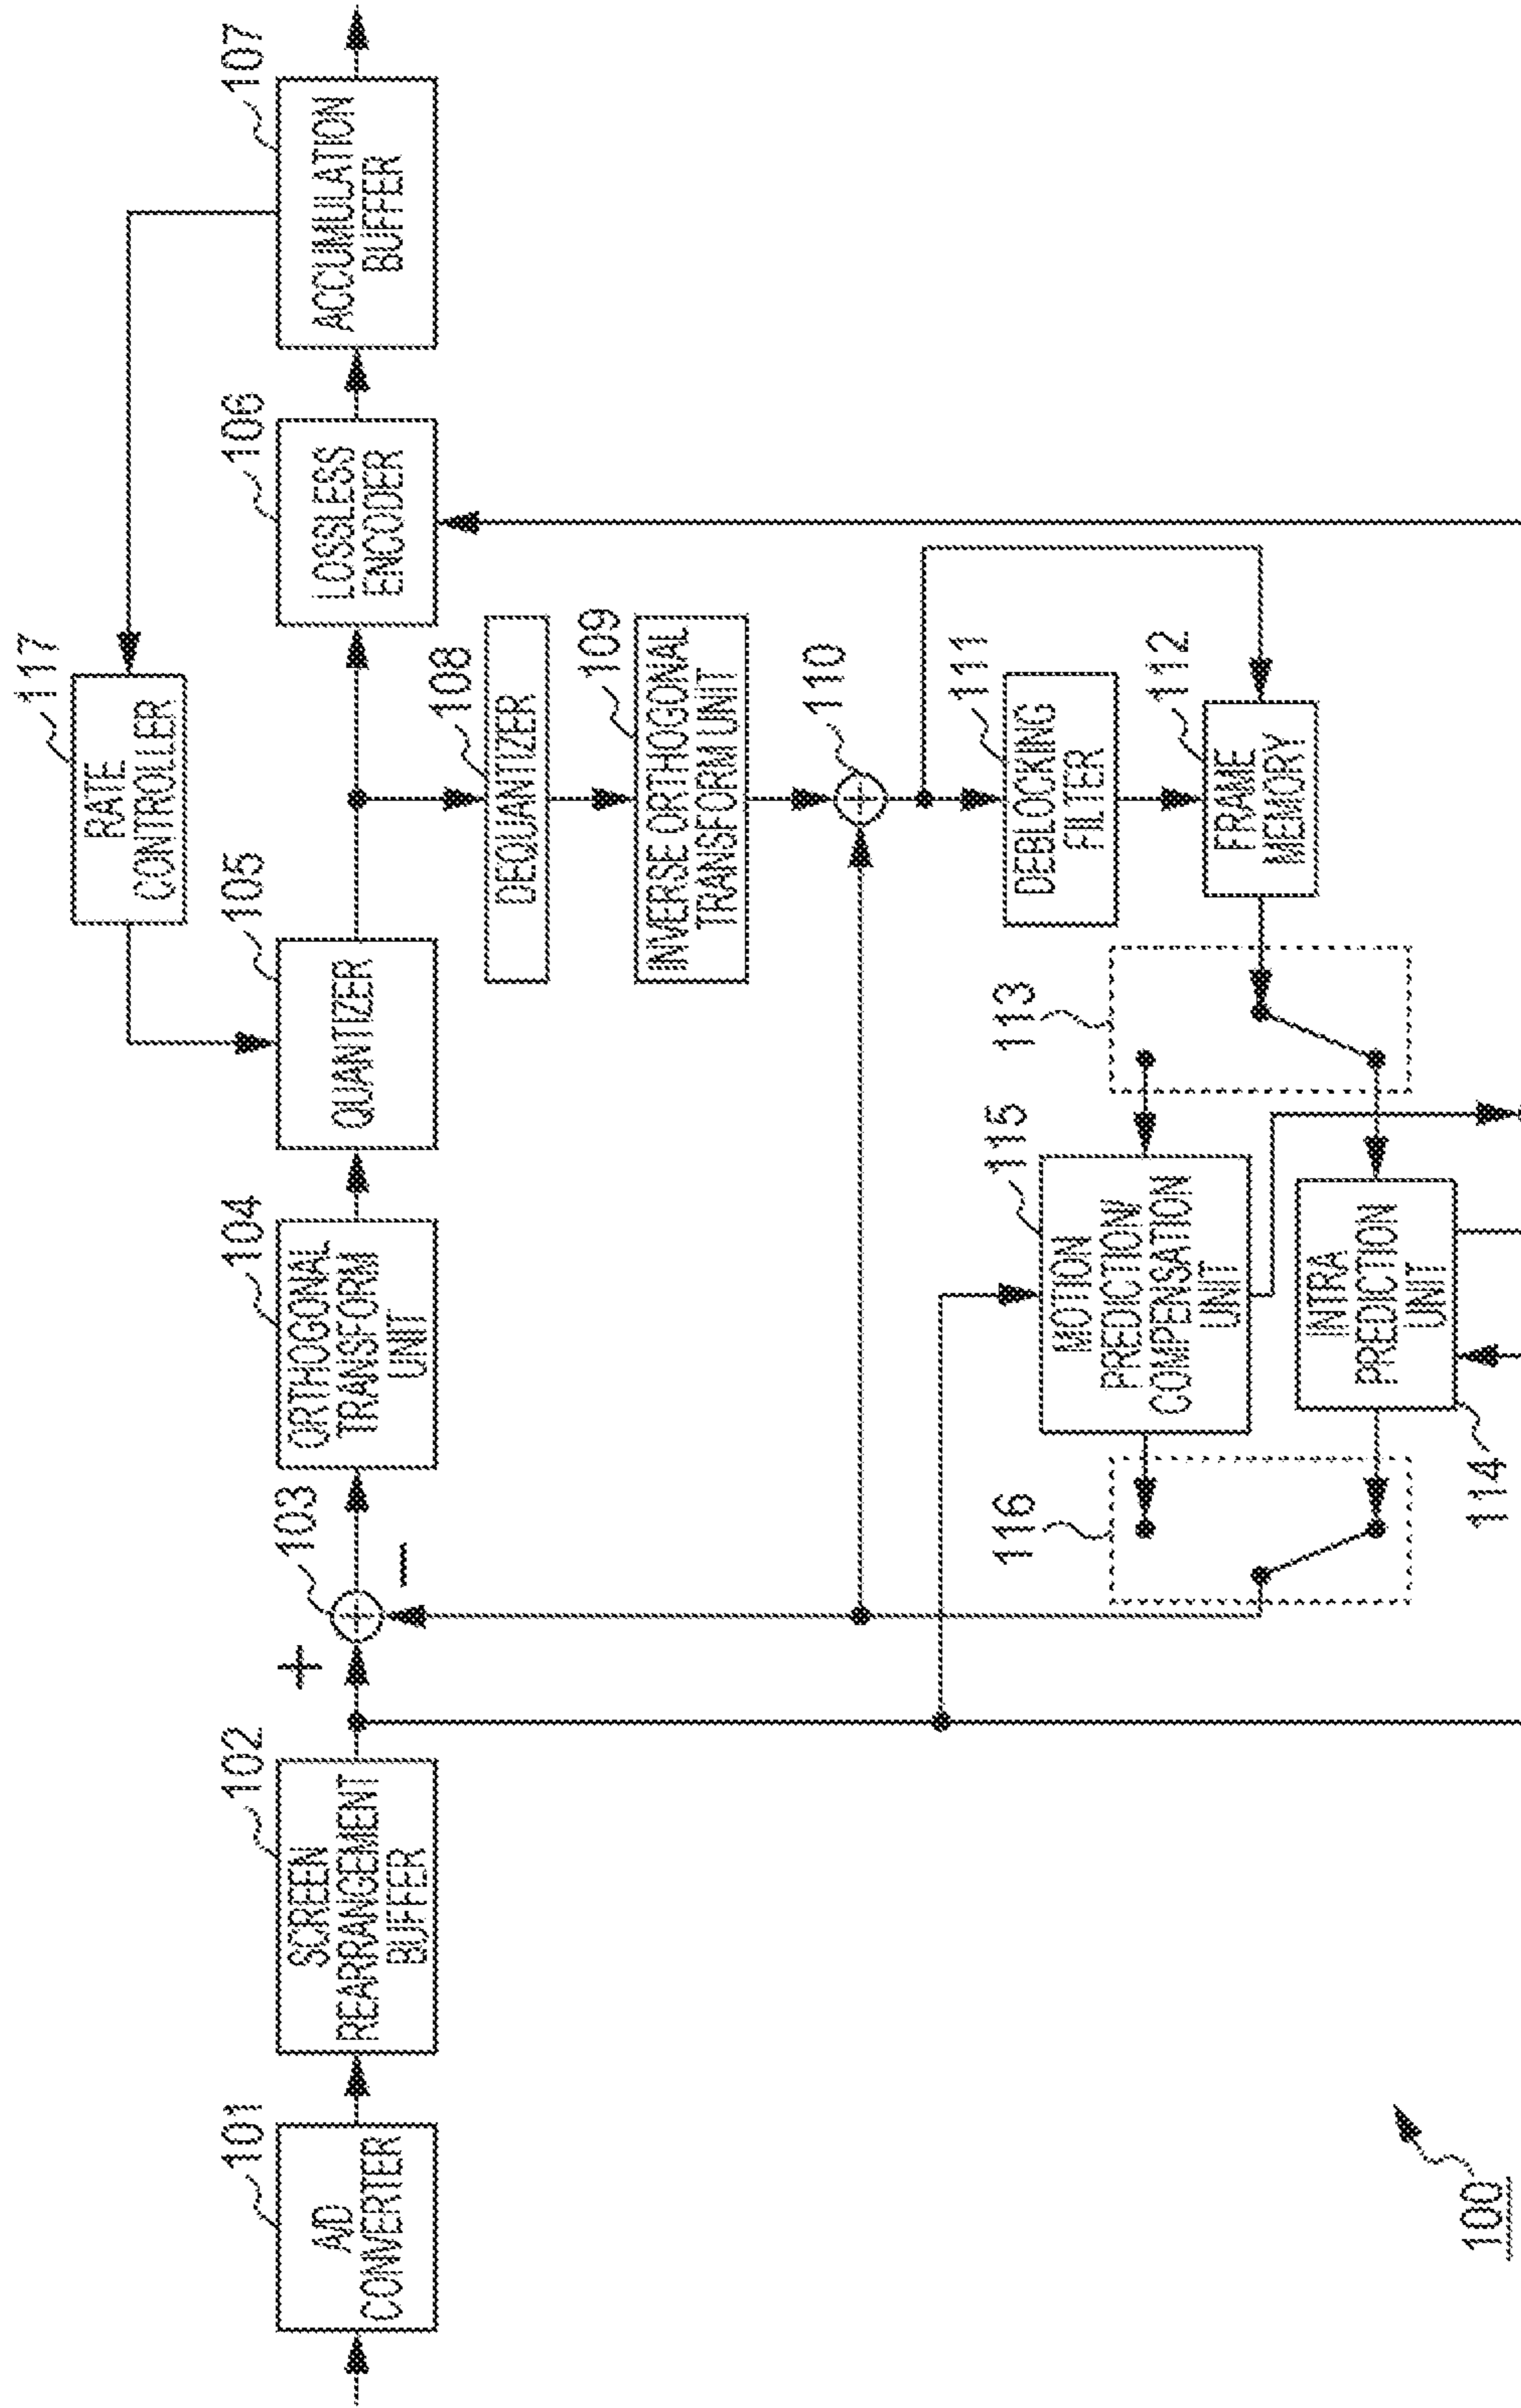 117
RATE
CONTROLLER
101
A/D
CONVERTER
102
SCREEN
REARRANGEMENT
BUFFER
+
103
−
104
ORTHOGONAL
TRANSFORM
UNIT
105
QUANTIZER
106
LOSSLESS
ENCODER
107
ACCUMULATION
BUFFER
108
DEQUANTIZER
109
INVERSE ORTHOGONAL
TRANSFORM UNIT
110
111
DEBLOCKING
FILTER
112
FRAME
MEMORY
116
115
MOTION
PREDICTION/
COMPENSATION
UNIT
113
INTRA
PREDICTION
UNIT
114
100